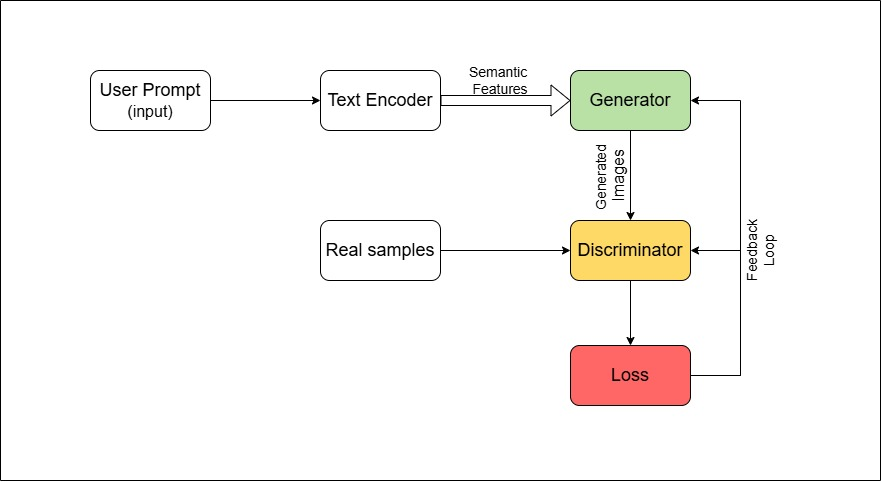 User Prompt
(input)
Text Encoder
Semantic
Features
Generator
Generated
Images
Real samples
Discriminator
Feedback
Loop
Loss